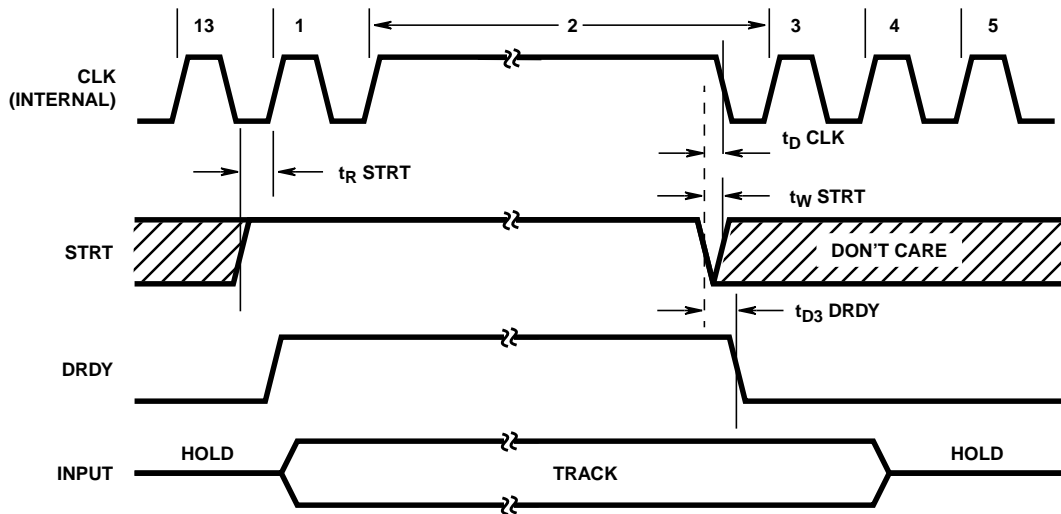 13 1 2 3 4 5
CLK
(INTERNAL)
tD CLK
tR STRT
tW STRT
STRT
DON'T CARE
tD3 DRDY
DRDY
HOLD
HOLD
INPUT
TRACK